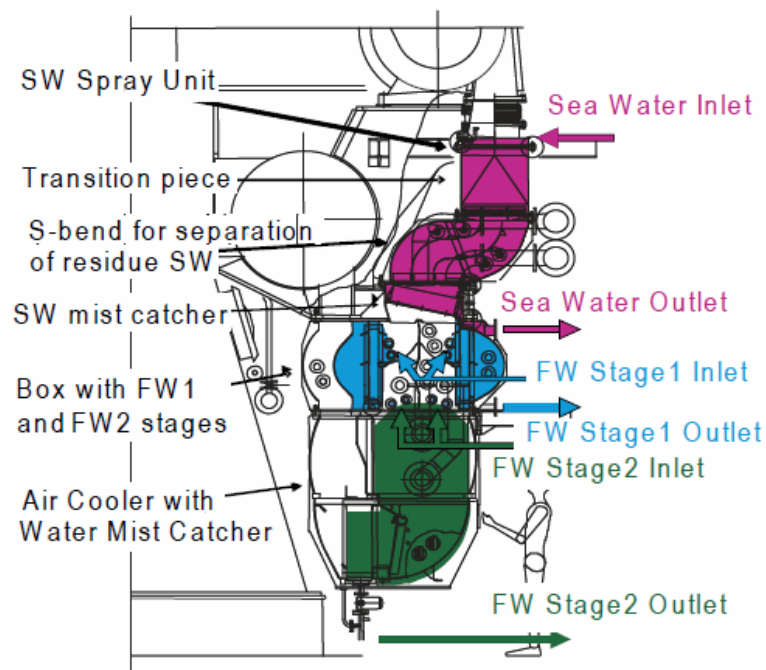 SW Spray Unit
Sea Water Inlet
Transition piece
S-bend for separation
of residue SW
SW mist catcher
Sea Water Outlet
Box with FW1
and FW2 stages
FW Stage1 Inlet
FW Stage1 Outlet
FW Stage2 Inlet
Air Cooler with
Water Mist Catcher
FW Stage2 Outlet